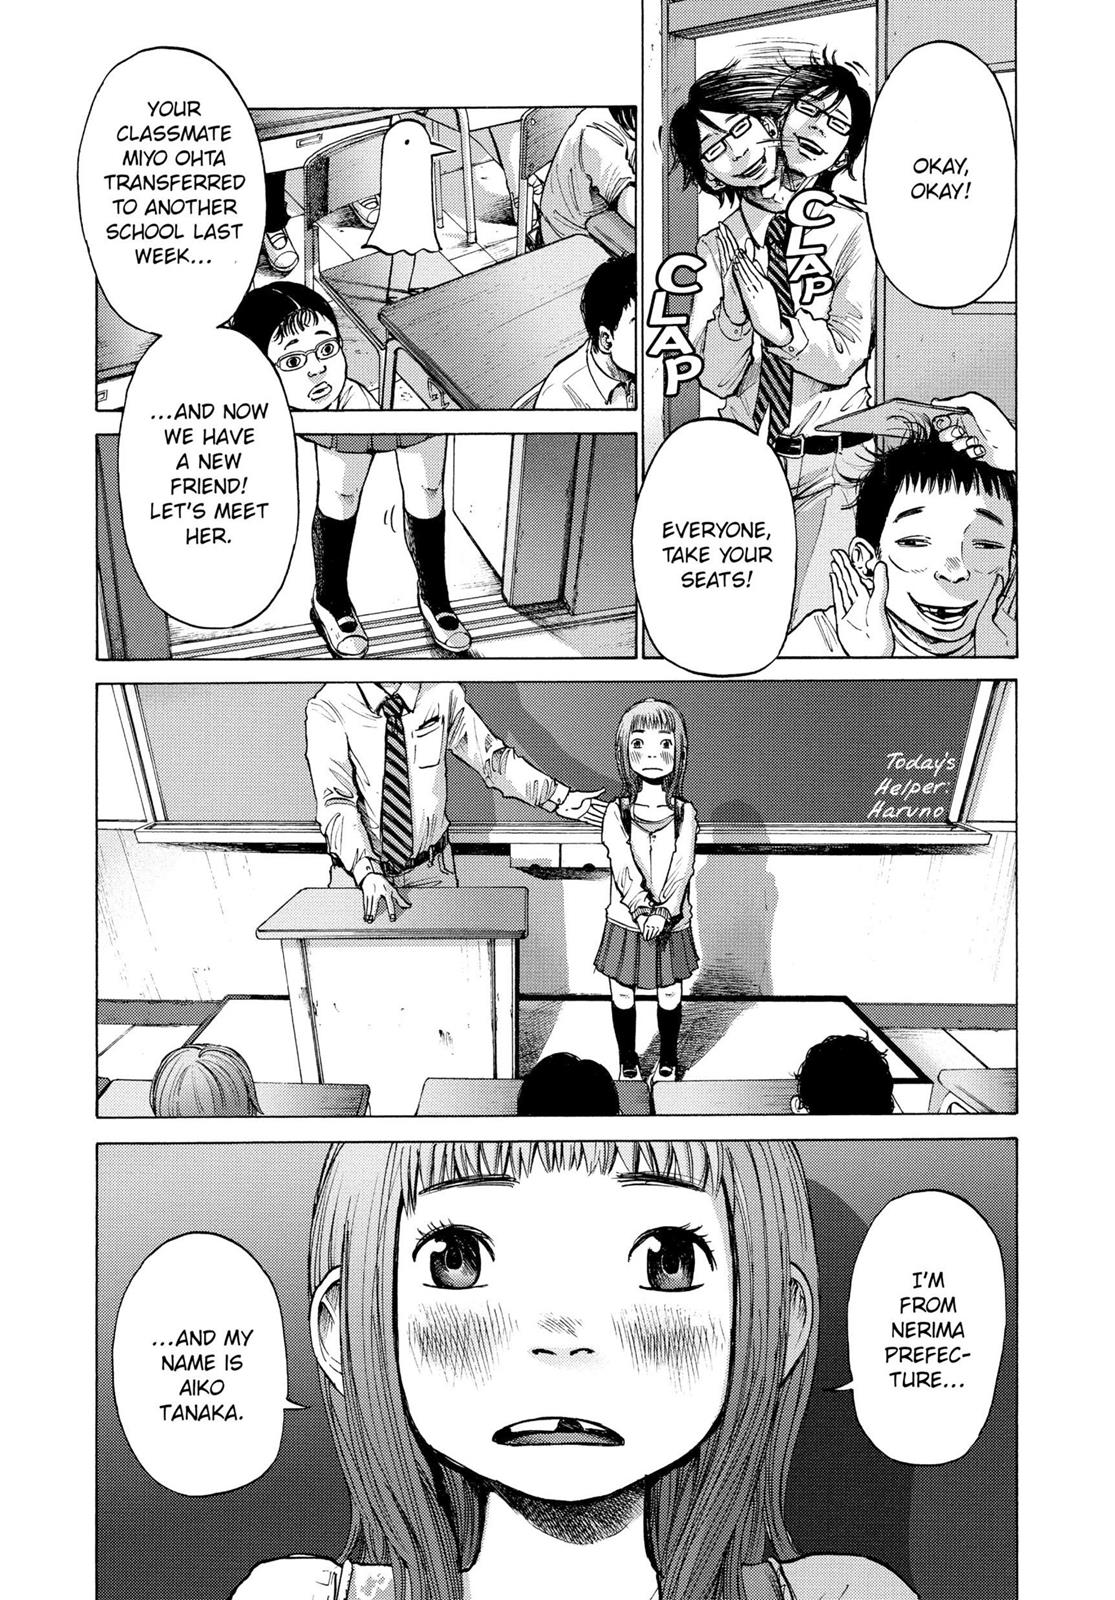 OKAY,
OKAY!
CLAP
CLAP
EVERYONE,
TAKE YOUR
SEATS!
YOUR
CLASSMATE
MIYO OHTA
TRANSFERRED
TO ANOTHER
SCHOOL LAST
WEEK...
...AND NOW
WE HAVE
A NEW
FRIEND!
LET'S MEET
HER.
Today's
Helper:
Haruno
I'M
FROM
NERIMA
PREFEC-
TURE...
...AND MY
NAME IS
AIKO
TANAKA.